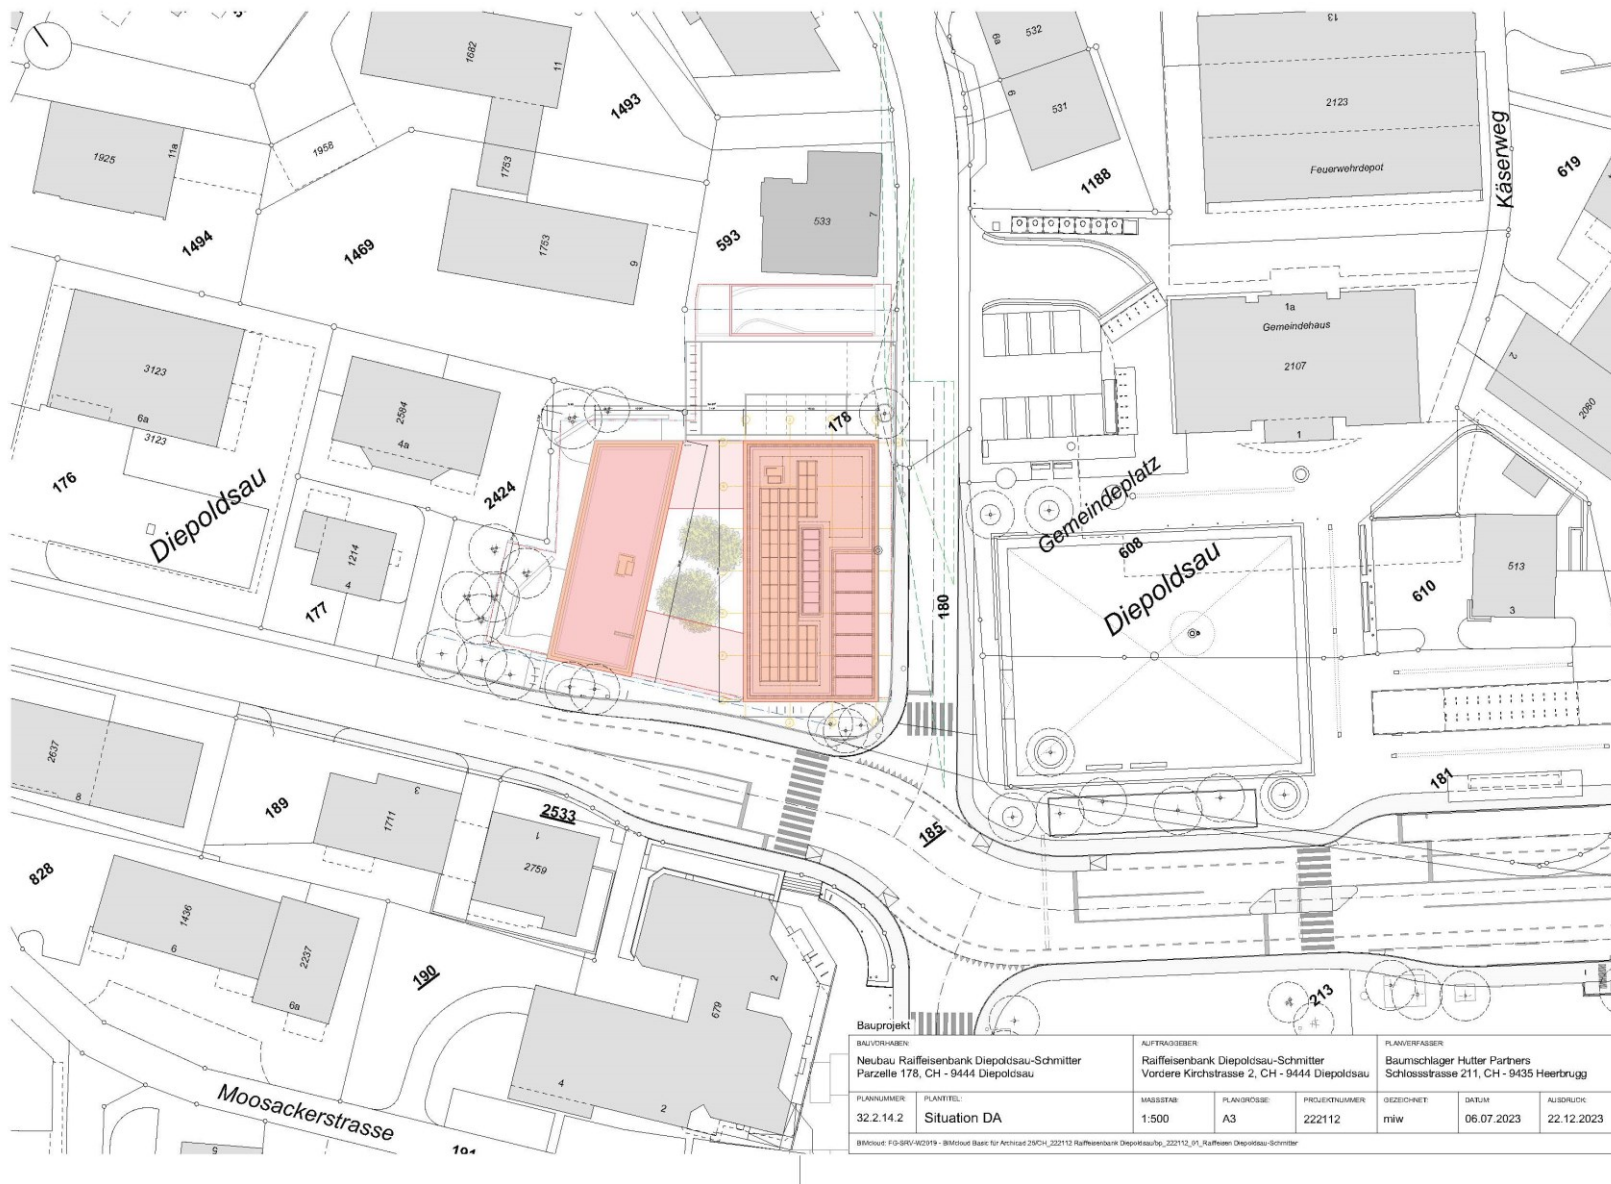 1682
11
1493
1925
11a
1958
1753
1494
1469
1753
9
593
533
7
6a
532
6
531
1188
13
2123
Feuerwehrdepot
Käserweg
619
3123
6a
3123
2584
4a
2424
176
Diepoldsau
1214
4
177
178
180
1a
Gemeindehaus
2107
1
2
2080
Gemeindeplatz
608
Diepoldsau
610
513
3
181
2637
8
189
3
1711
2533
1
2759
185
828
1436
6
2237
6a
190
679
2
4
2
213
Moosackerstrasse
191
5
Bauprojekt
BAUVORHABEN:
Neubau Raiffeisenbank Diepoldsau-Schmitter
Parzelle 178, CH - 9444 Diepoldsau
AUFTRAGGEBER:
Raiffeisenbank Diepoldsau-Schmitter
Vordere Kirchstrasse 2, CH - 9444 Diepoldsau
PLANVERFASSER:
Baumschlager Hutter Partners
Schlossstrasse 211, CH - 9435 Heerbrugg
PLANNUMMER:
32.2.14.2
PLANTITEL:
Situation DA
MASSSTAB:
1:500
PLANGRÖSSE:
A3
PROJEKTNUMMER:
222112
GEZEICHNET:
miw
DATUM
06.07.2023
AUSDRUCK:
22.12.2023